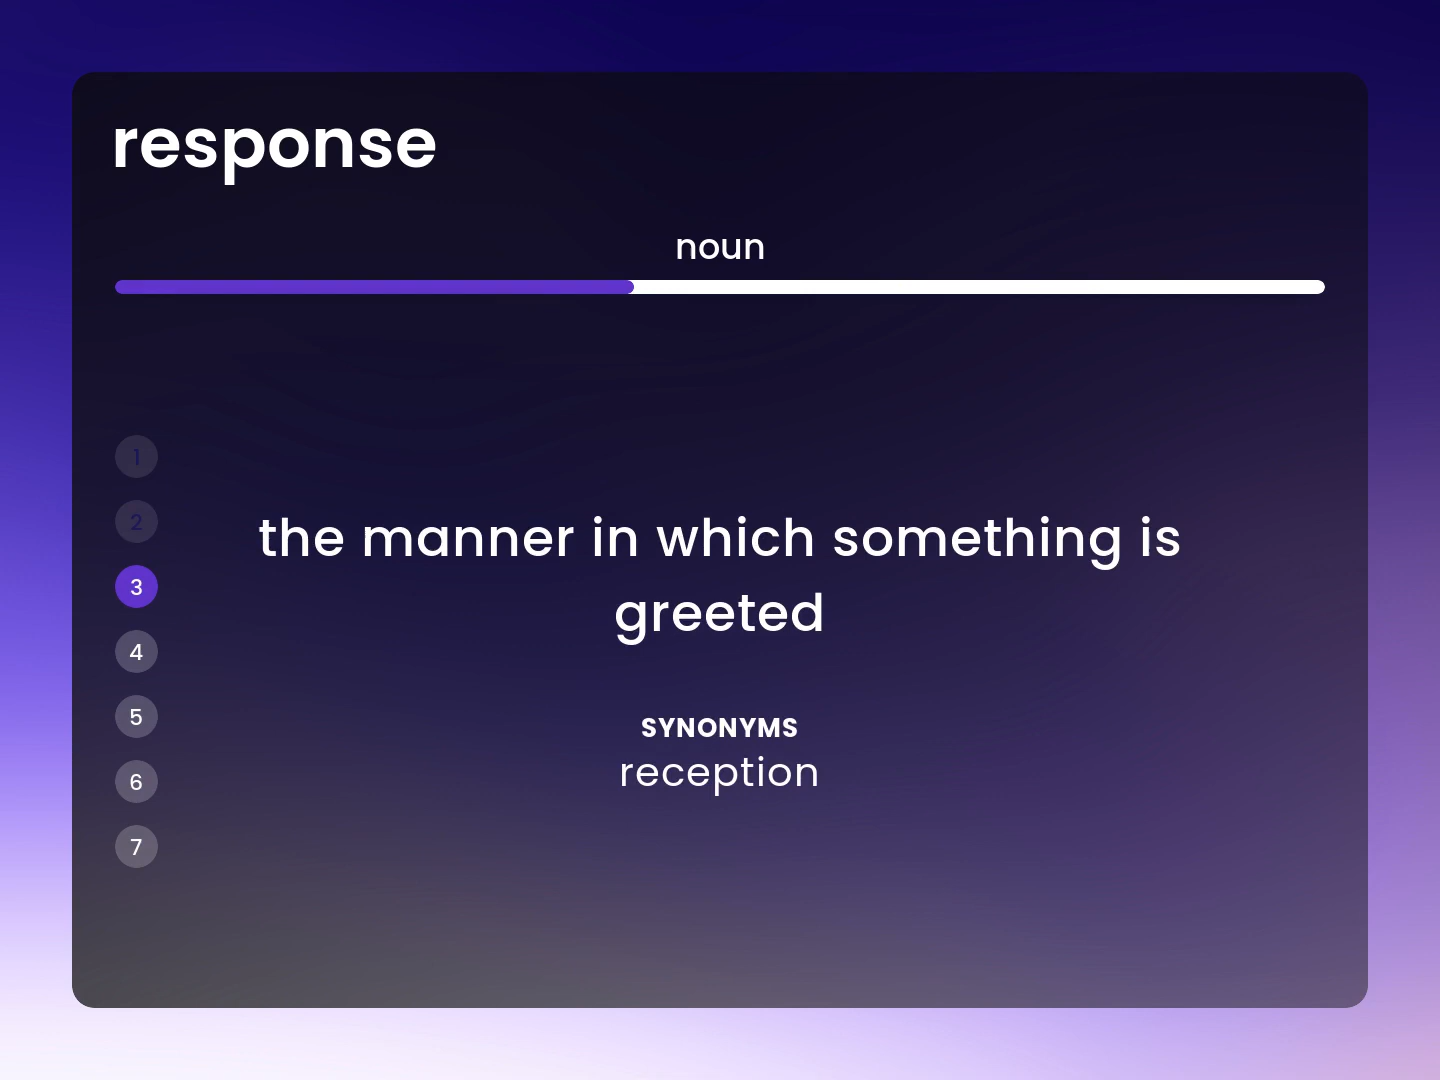 response
noun
1
2
3
4
5
6
7
the manner in which something is
greeted
SYNONYMS
reception